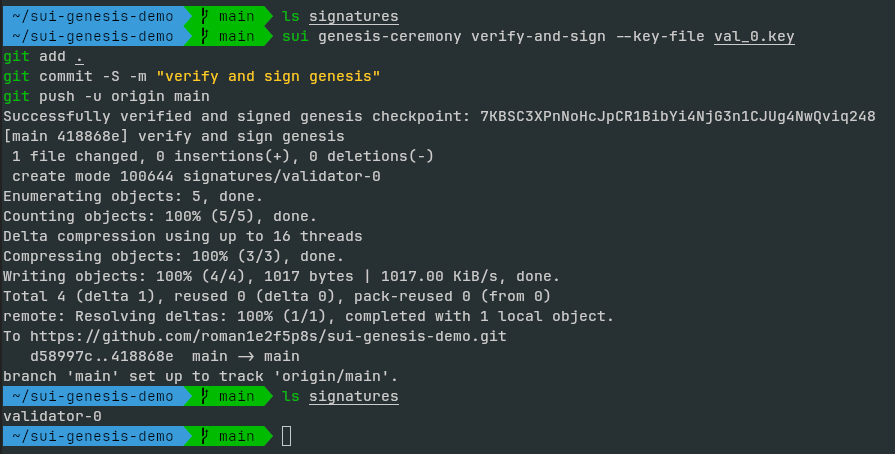 ~/sui-genesis-demo main ls signatures
~/sui-genesis-demo main sui genesis-ceremony verify-and-sign --key-file val_0.key
git add .
git commit -S -m "verify and sign genesis"
git push -u origin main
Successfully verified and signed genesis checkpoint: 7KBSC3XPnNoHcJpCR1BibYi4NjG3n1CJUg4NwQviq248
[main 418868e] verify and sign genesis
1 file changed, 0 insertions(+), 0 deletions(-)
create mode 100644 signatures/validator-0
Enumerating objects: 5, done.
Counting objects: 100% (5/5), done.
Delta compression using up to 16 threads
Compressing objects: 100% (3/3), done.
Writing objects: 100% (4/4), 1017 bytes | 1017.00 KiB/s, done.
Total 4 (delta 1), reused 0 (delta 0), pack-reused 0 (from 0)
remote: Resolving deltas: 100% (1/1), completed with 1 local object.
To https://github.com/roman1e2f5p8s/sui-genesis-demo.git
d58997c..418868e main -> main
branch 'main' set up to track 'origin/main'.
~/sui-genesis-demo main ls signatures
validator-0
~/sui-genesis-demo main